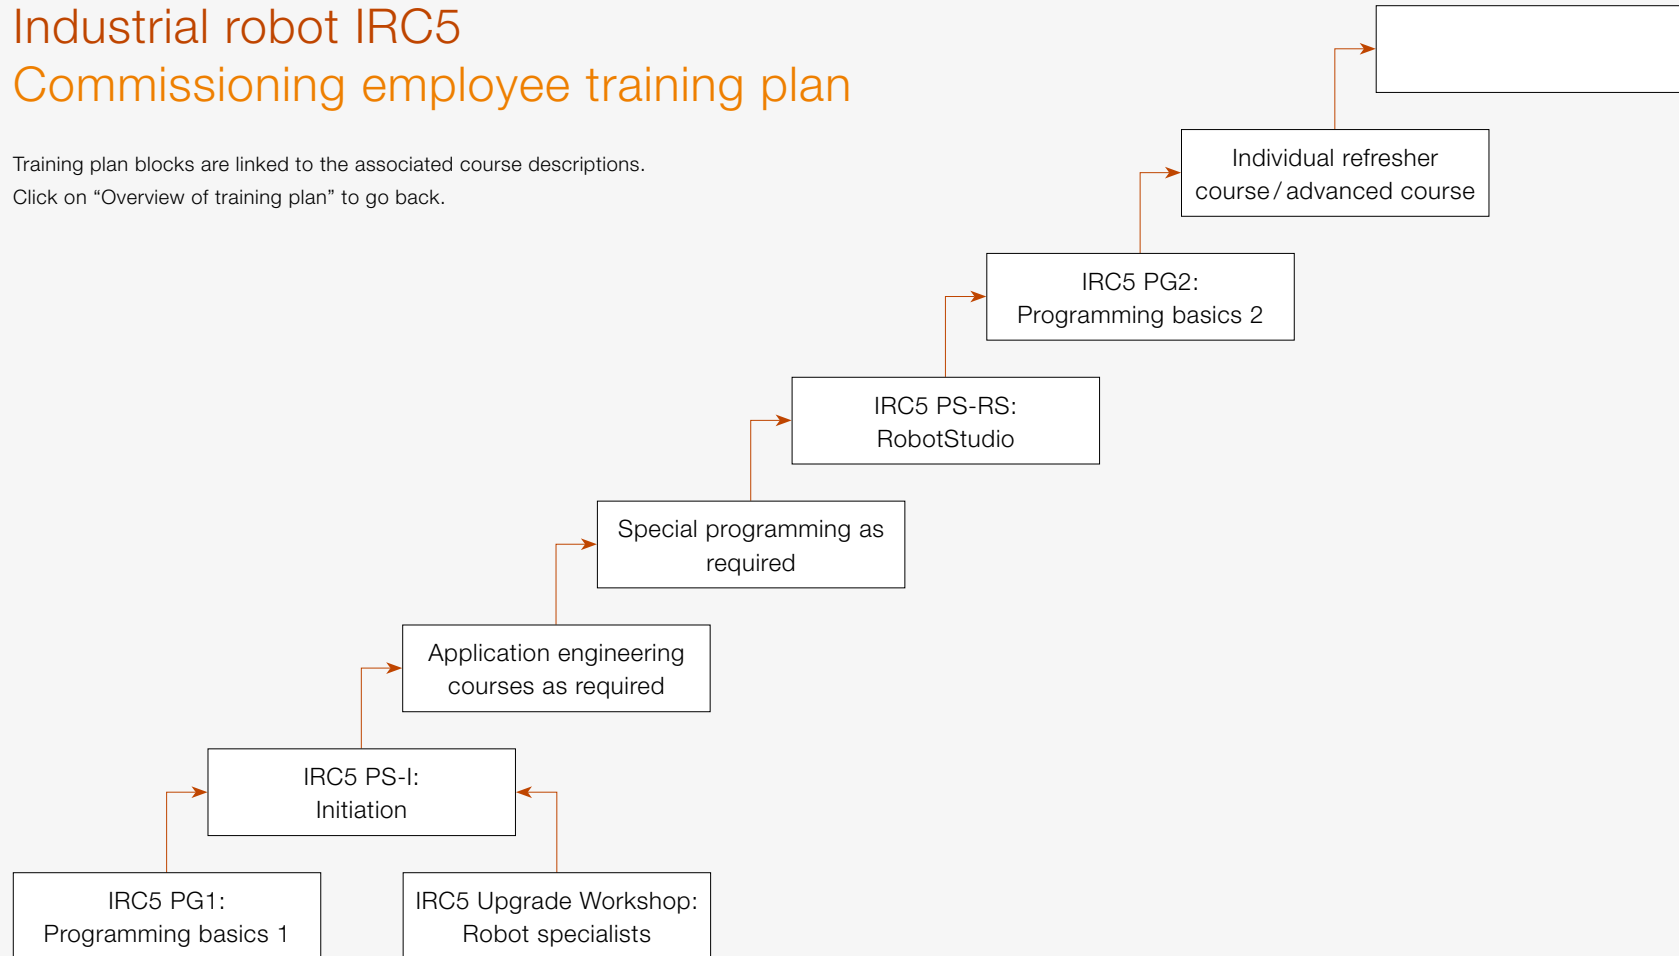 Industrial robot IRC5
Commissioning employee training plan
Training plan blocks are linked to the associated course descriptions.
Click on “Overview of training plan” to go back.
Individual refresher
course / advanced course
IRC5 PG2:
Programming basics 2
IRC5 PS-RS:
RobotStudio
Special programming as
required
Application engineering
courses as required
IRC5 PS-I:
Initiation
IRC5 PG1:
Programming basics 1
IRC5 Upgrade Workshop:
Robot specialists